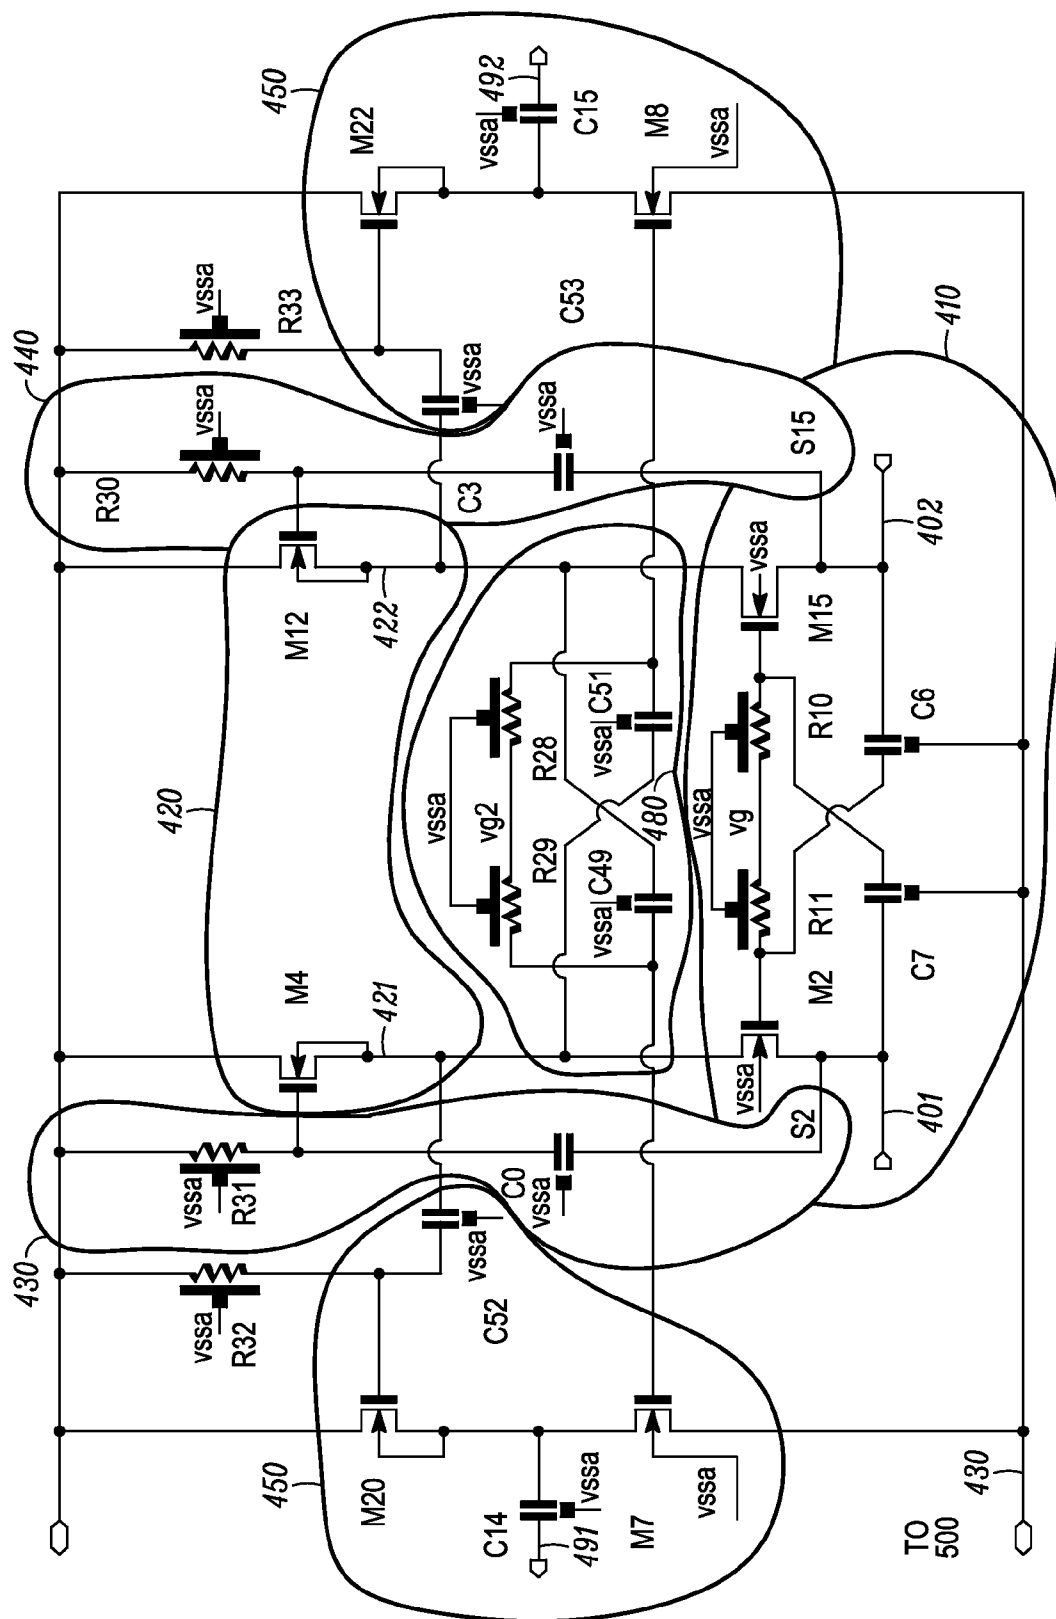 450
M22
vssa
492
C15
M8
vssa
440
vssa
R33
C53
vssa
410
R30
vssa
C3
vssa
S15
M12
422
vssa
M15
402
420
vssa
vg2
R28
vssa
C51
480
R29
vssa
C49
vssa
vg
R10
R11
C6
C7
M4
421
vssa
M2
S2
401
430
vssa
R31
vssa
C0
vssa
R32
vssa
C52
450
M20
C14
vssa
491
M7
vssa
430
TO
500